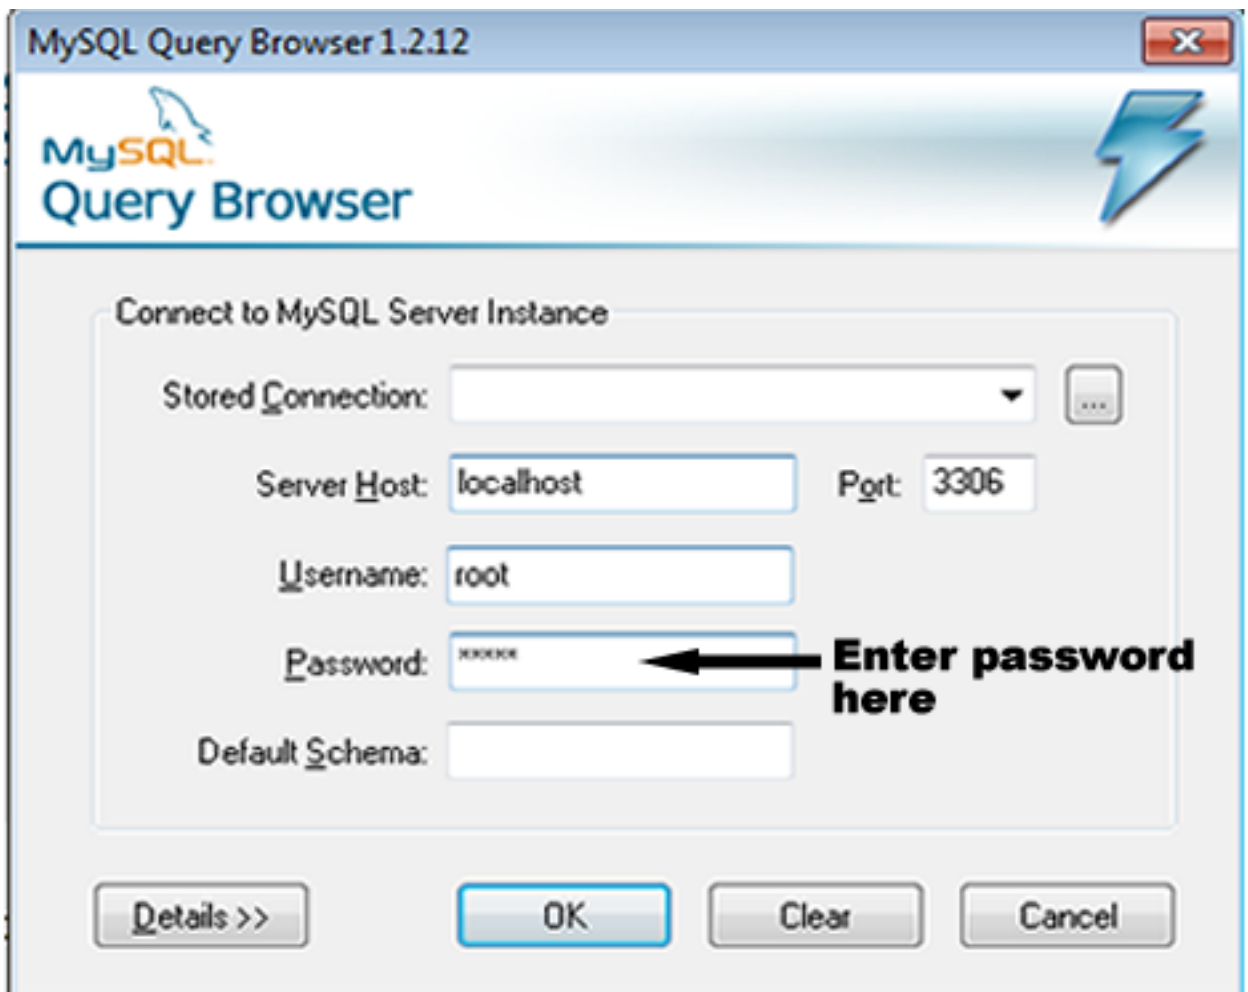 MySQL Query Browser 1.2.12
MySQL
Query Browser
Connect to MySQL Server Instance
Stored Connection:
...
Server Host: localhost Port: 3306
Username: root
Password: *****
Enter password
here
Default Schema:
Details >> OK Clear Cancel